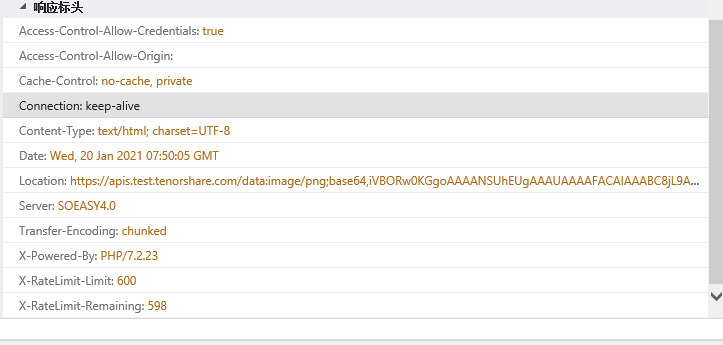 响应标头
Access-Control-Allow-Credentials: true
Access-Control-Allow-Origin:
Cache-Control: no-cache, private
Connection: keep-alive
Content-Type: text/html; charset=UTF-8
Date: Wed, 20 Jan 2021 07:50:05 GMT
Location: https://apis.test.tenorshare.com/data:image/png;base64,iVBORw0KGgoAAAANSUhEUgAAAUAAAAFACAIAAABC8jL9A...
Server: SOEASY4.0
Transfer-Encoding: chunked
X-Powered-By: PHP/7.2.23
X-RateLimit-Limit: 600
X-RateLimit-Remaining: 598